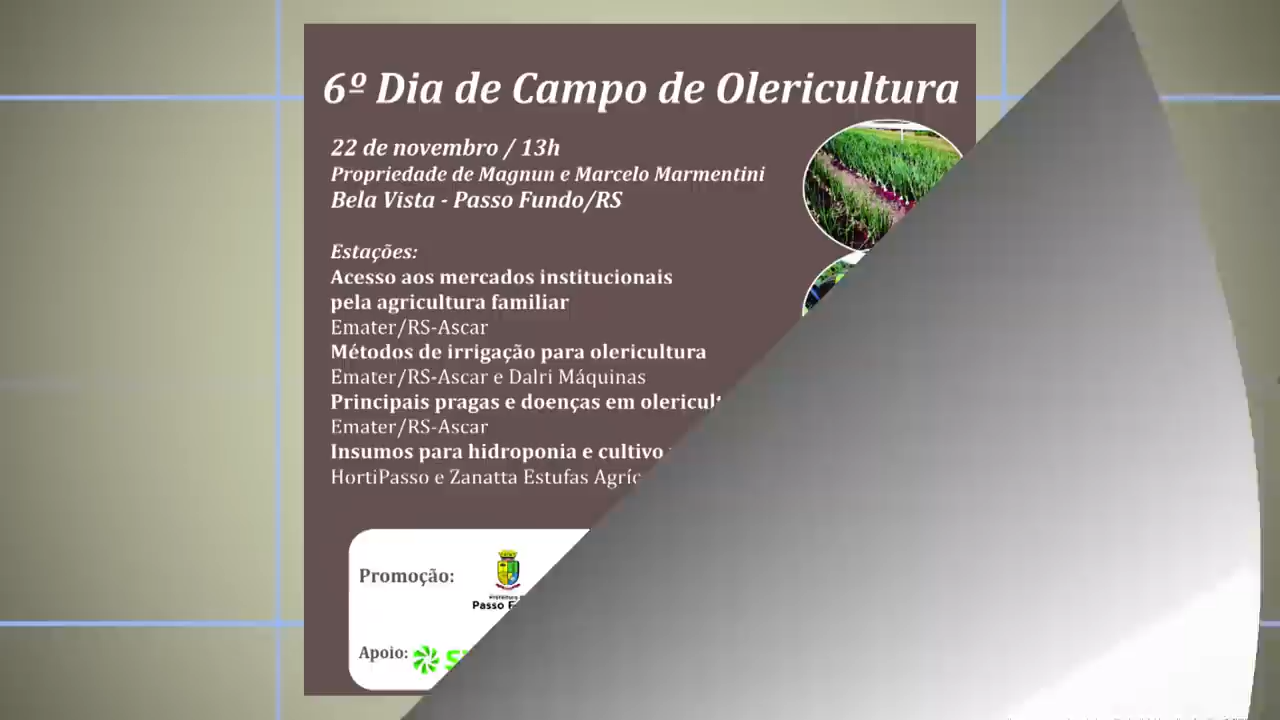 6º Dia de Campo de Olericultura
22 de novembro / 13h
Propriedade de Magnun e Marcelo Marmentini
Bela Vista - Passo Fundo/RS
Estações:
Acesso aos mercados institucionais
pela agricultura familiar
Emater/RS-Ascar
Métodos de irrigação para olericultura
Emater/RS-Ascar e Dalri Máquinas
Principais pragas e doenças em
Emater/RS-Ascar
Insumos para hidroponia e cultivo
HortiPasso e Zanatta Estufas
Promoção:
Passo
Apoio: